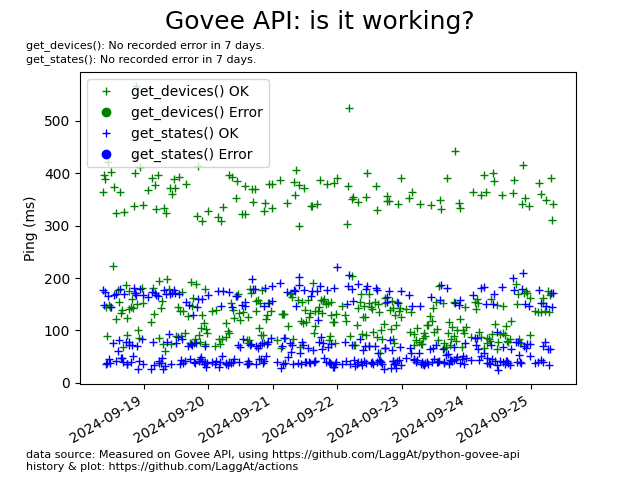 Govee API: is it working?
get_devices(): No recorded error in 7 days.
get_states(): No recorded error in 7 days.
get_devices() OK
get_devices() Error
get_states() OK
get_states() Error
Ping (ms)
500
400
300
200
100
0
2024-09-19
2024-09-20
2024-09-21
2024-09-22
2024-09-23
2024-09-24
2024-09-25
data source: Measured on Govee API, using https://github.com/LaggAt/python-govee-api
history & plot: https://github.com/LaggAt/actions